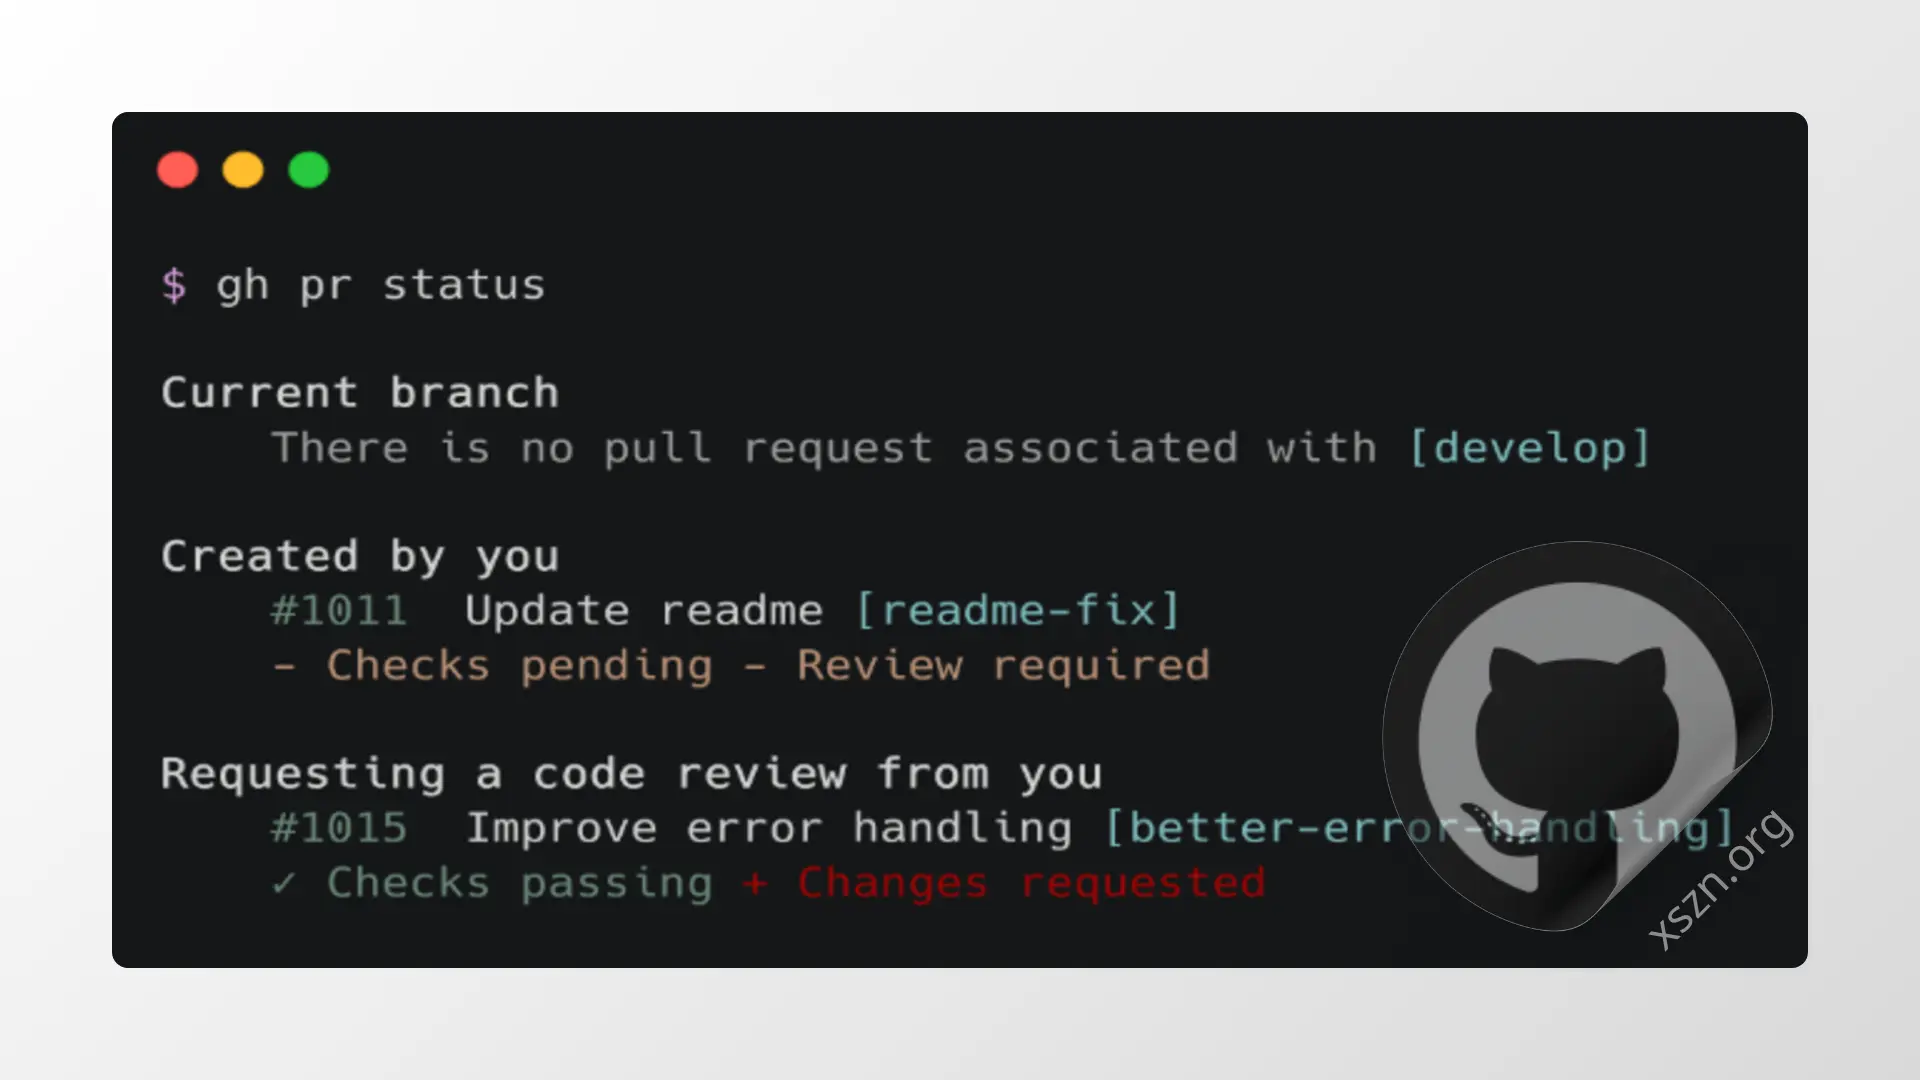 $ gh pr status
Current branch
There is no pull request associated with [develop]
Created by you
#1011 Update readme [readme-fix]
- Checks pending - Review required
Requesting a code review from you
#1015 Improve error handling [better-error-handling]
✓ Checks passing + Changes requested
xszn.org